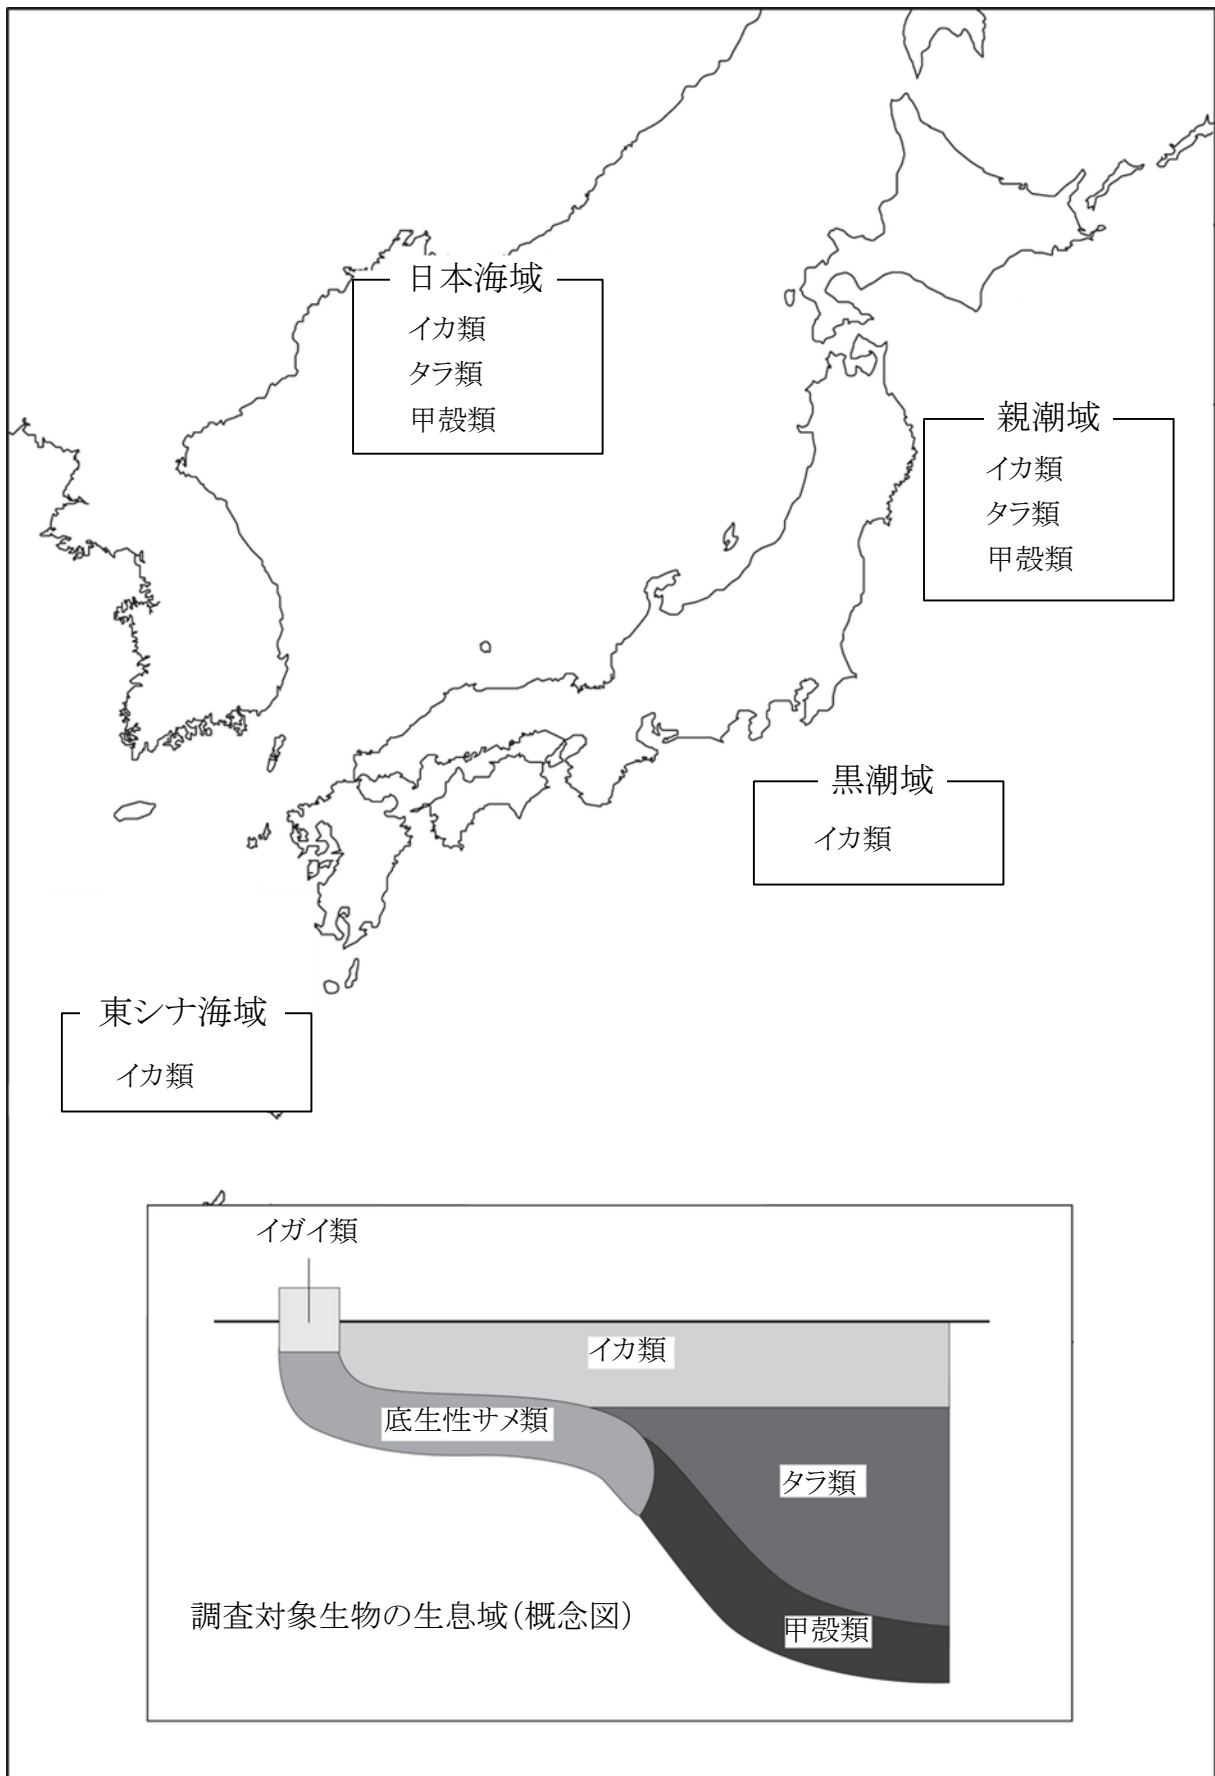 日本海域
イカ類
タラ類
甲殻類
親潮域
イカ類
タラ類
甲殻類
黒潮域
イカ類
東シナ海域
イカ類
イガイ類
イカ類
底生性サメ類
タラ類
甲殻類
調査対象生物の生息域(概念図)